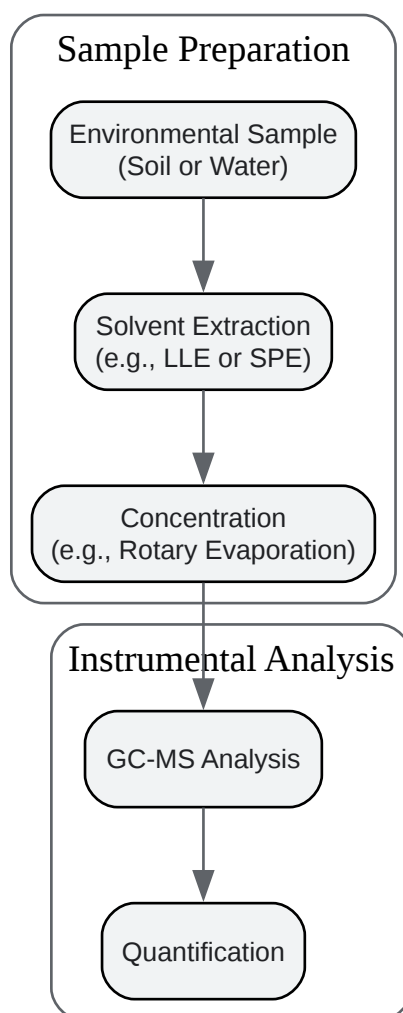 Sample Preparation
Environmental Sample
(Soil or Water)
Solvent Extraction
(e.g., LLE or SPE)
Concentration
(e.g., Rotary Evaporation)
Instrumental Analysis
GC-MS Analysis
Quantification